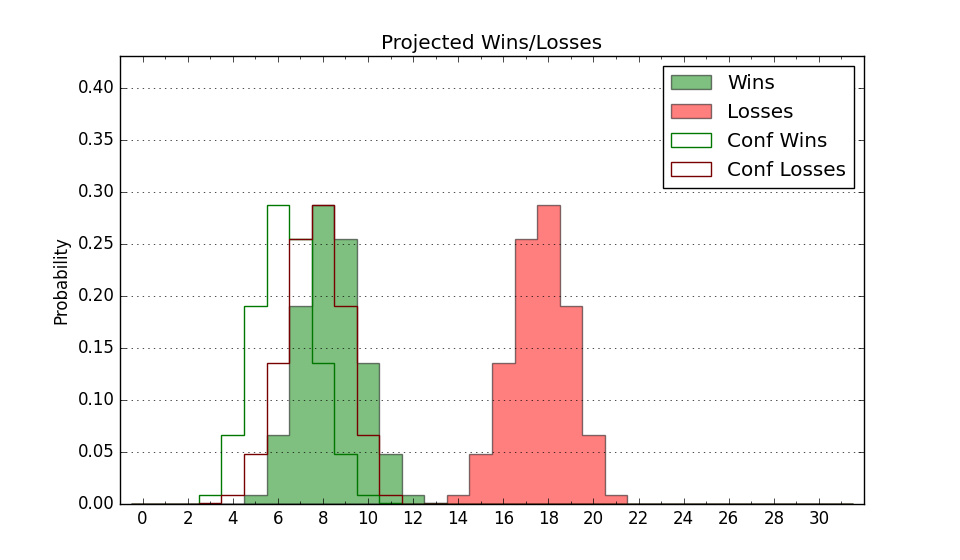 Projected Wins/Losses
Wins
Losses
Conf Wins
Conf Losses
Probability
0.40
0.35
0.30
0.25
0.20
0.15
0.10
0.05
0.00
0 2 4 6 8 10 12 14 16 18 20 22 24 26 28 30